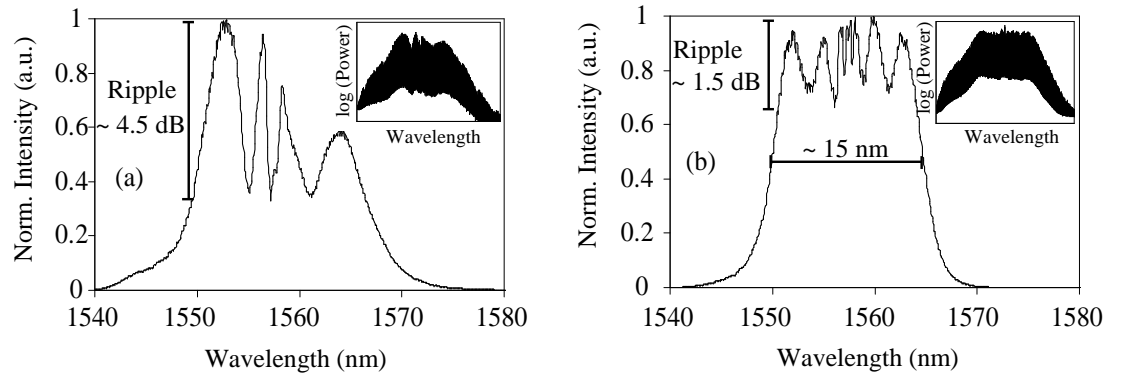 1
0.8
0.6
0.4
0.2
0
Norm. Intensity (a.u.)
Ripple
~ 4.5 dB
(a)
log (Power)
Wavelength
1540
1550
1560
1570
1580
Wavelength (nm)
1
0.8
0.6
0.4
0.2
0
Norm. Intensity (a.u.)
Ripple
~ 1.5 dB
(b)
~ 15 nm
log (Power)
Wavelength
1540
1550
1560
1570
1580
Wavelength (nm)